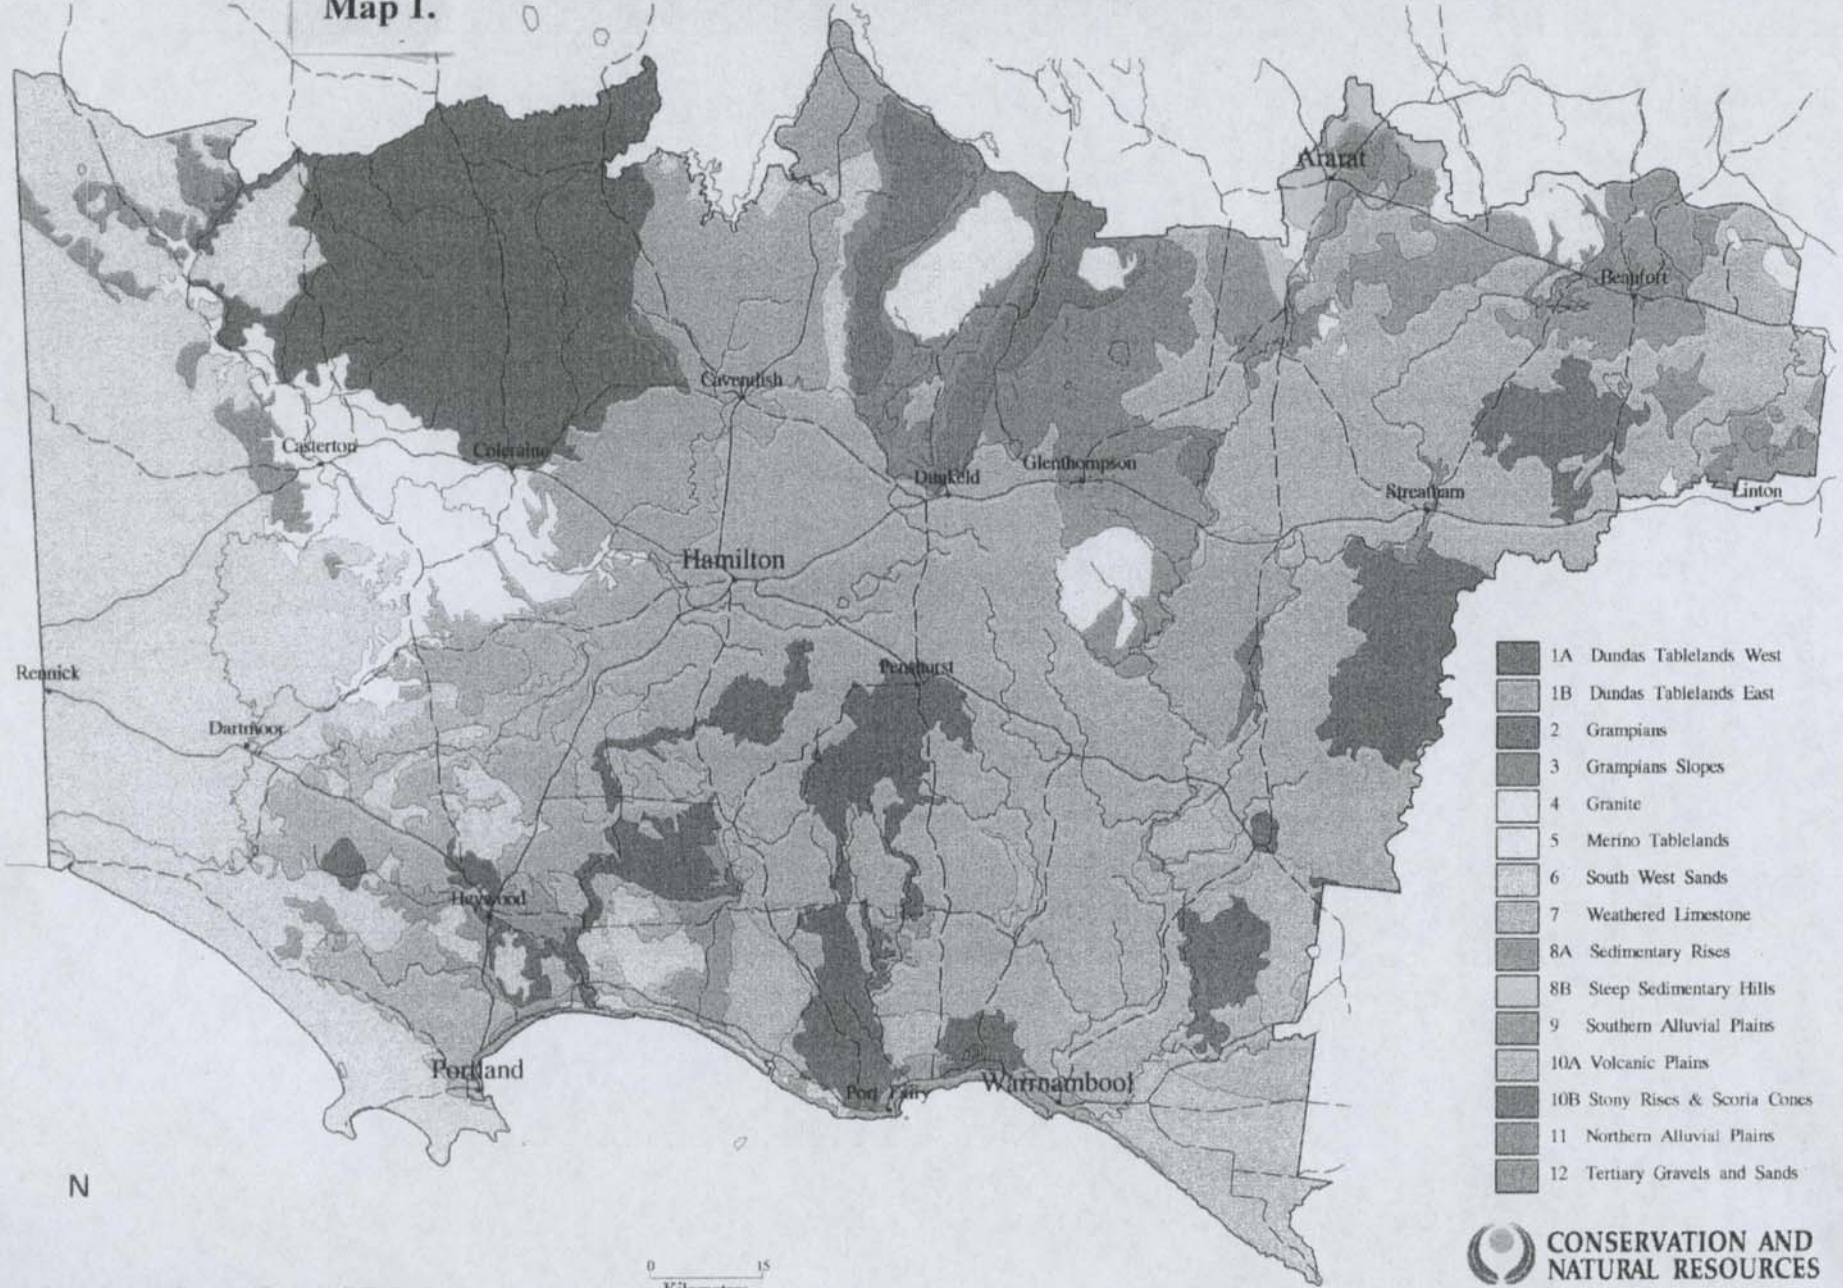 Map 1.
Ararat
Beaufort
Cavendish
Casterton
Coleraine
Glenthompson
Dunkeld
Streatham
Linton
Hamilton
Rennick
Penshurst
Dartmoor
Heywood
Portland
Port Fairy
Warrnambool
1A Dundas Tablelands West
1B Dundas Tablelands East
2 Grampians
3 Grampians Slopes
4 Granite
5 Merino Tablelands
6 South West Sands
7 Weathered Limestone
8A Sedimentary Rises
8B Steep Sedimentary Hills
9 Southern Alluvial Plains
10A Volcanic Plains
10B Stony Rises & Scoria Cones
11 Northern Alluvial Plains
12 Tertiary Gravels and Sands
N
0 15
Kilometers
CONSERVATION AND
NATURAL RESOURCES